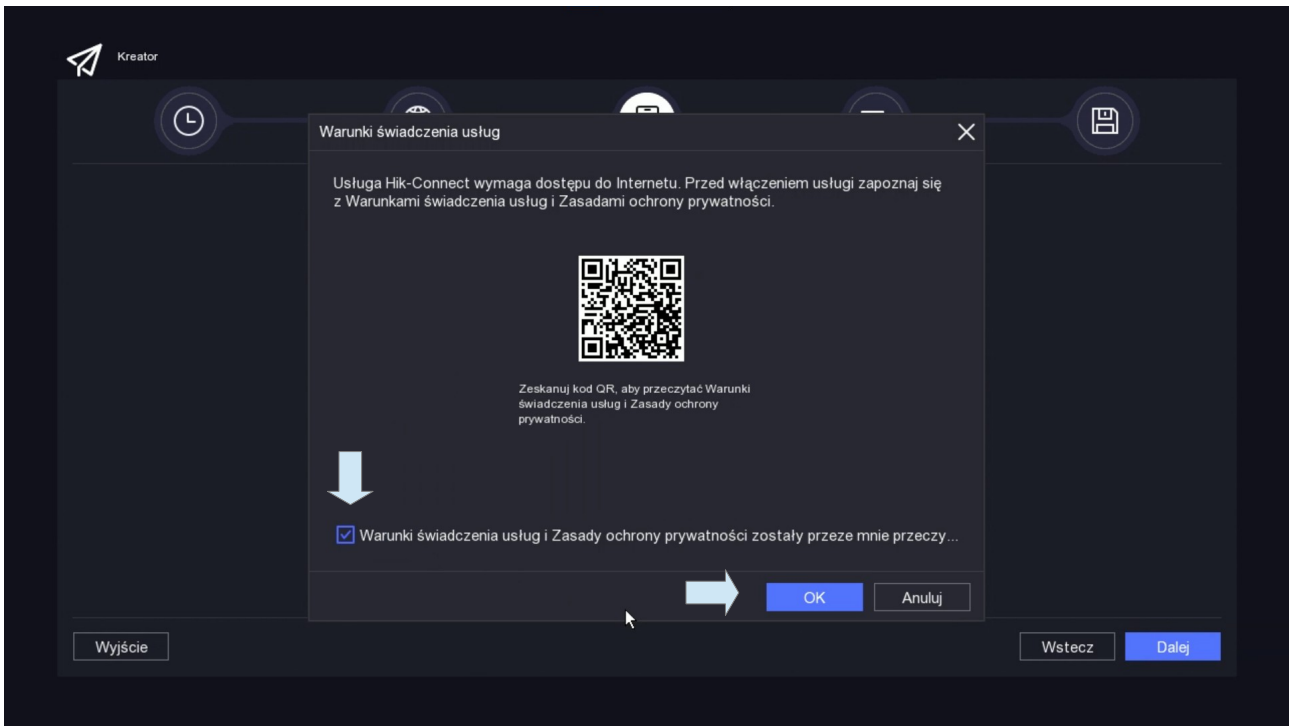 Kreator
Warunki świadczenia usług
Usługa Hik-Connect wymaga dostępu do Internetu. Przed włączeniem usługi zapoznaj się
z Warunkami świadczenia usług i Zasadami ochrony prywatności.
Zeskanuj kod QR, aby przeczytać Warunki
świadczenia usług i Zasady ochrony
prywatności.
Warunki świadczenia usług i Zasady ochrony prywatności zostały przeze mnie przeczy...
OK
Anuluj
Wyjście
Wstecz
Dalej